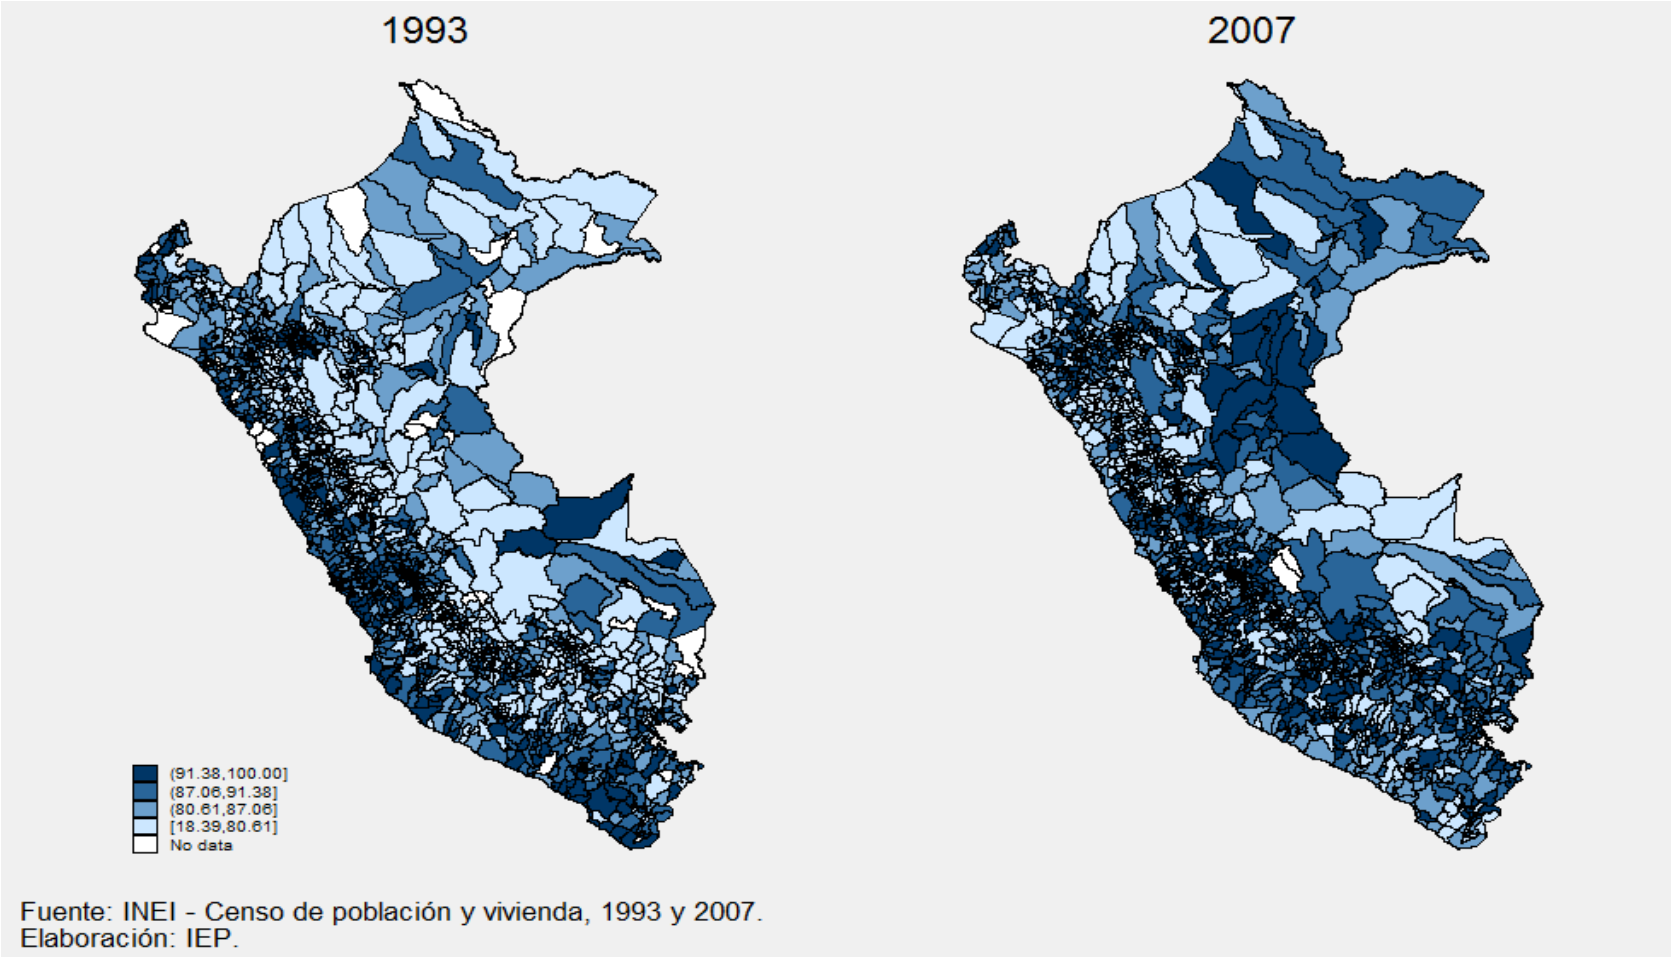 1993
2007
(91.38,100.00]
(87.06,91.38]
(80.61,87.06]
[18.39,80.61]
No data
Fuente: INEI - Censo de población y vivienda, 1993 y 2007.
Elaboración: IEP.